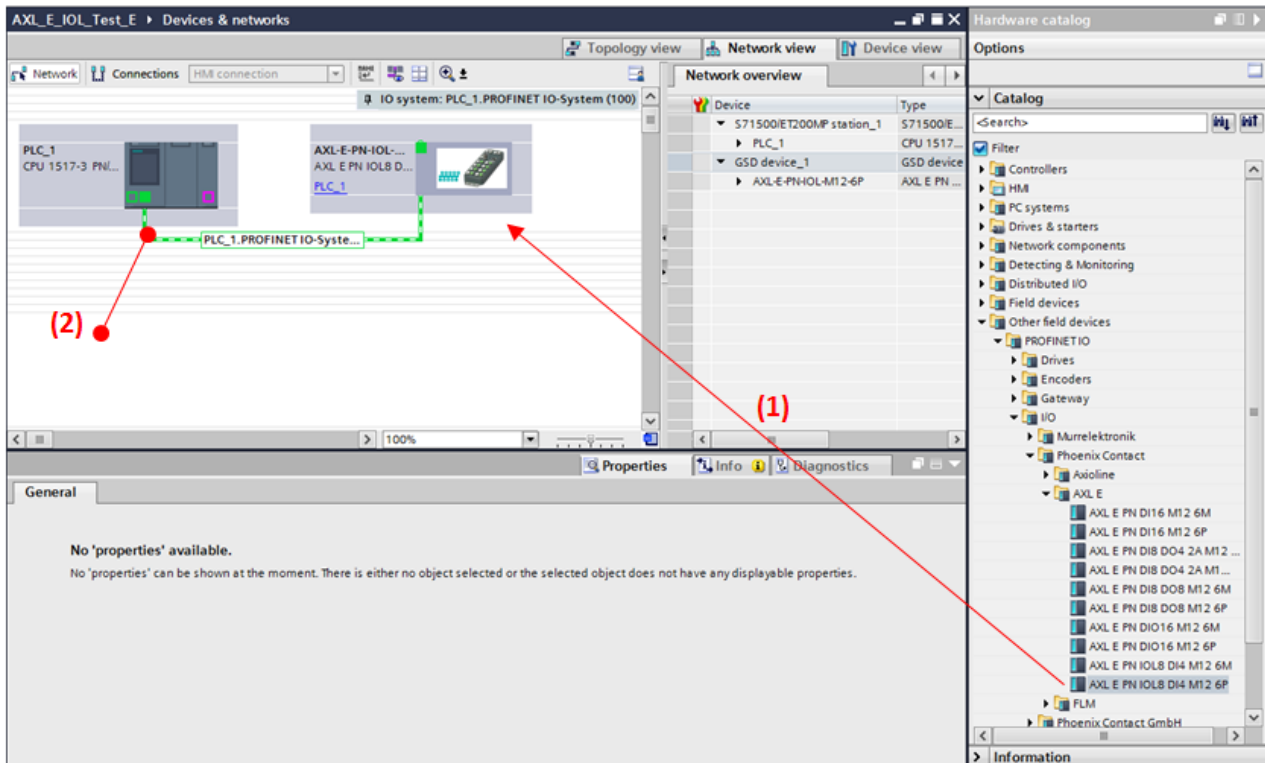 AXL_E_IOL_Test_E ▸ Devices & networks
Topology view
Network view
Device view
Network
Connections
HMI connection
IO system: PLC_1.PROFINET IO-System (100)
PLC_1
CPU 1517-3 PN/...
AXL-E-PN-IOL-...
AXL E PN IOL8 D...
PLC_1
PLC_1.PROFINET IO-Syste...
(2)
100%
Network overview
Device Type
S71500/ET200MP station_1 S71500/E...
PLC_1 CPU 1517...
GSD device_1 GSD device
AXL-E-PN-IOL-M12-6P AXL E PN ...
(1)
Properties
Info
Diagnostics
General
No 'properties' available.
No 'properties' can be shown at the moment. There is either no object selected or the selected object does not have any displayable properties.
Hardware catalog
Options
Catalog
<Search>
Filter
Controllers
HMI
PC systems
Drives & starters
Network components
Detecting & Monitoring
Distributed I/O
Field devices
Other field devices
PROFINET IO
Drives
Encoders
Gateway
I/O
Murrelektronik
Phoenix Contact
Axioline
AXL E
AXL E PN DI16 M12 6M
AXL E PN DI16 M12 6P
AXL E PN DI8 DO4 2A M12 ...
AXL E PN DI8 DO4 2A M1...
AXL E PN DI8 DO8 M12 6M
AXL E PN DI8 DO8 M12 6P
AXL E PN DIO16 M12 6M
AXL E PN DIO16 M12 6P
AXL E PN IOL8 DI4 M12 6M
AXL E PN IOL8 DI4 M12 6P
FLM
Phoenix Contact GmbH
Information